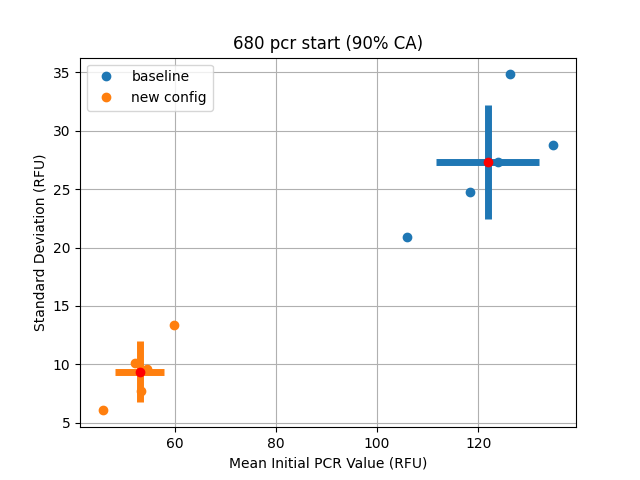 680 pcr start (90% CA)
baseline
new config
35
30
25
20
15
10
5
Standard Deviation (RFU)
60
80
100
120
Mean Initial PCR Value (RFU)